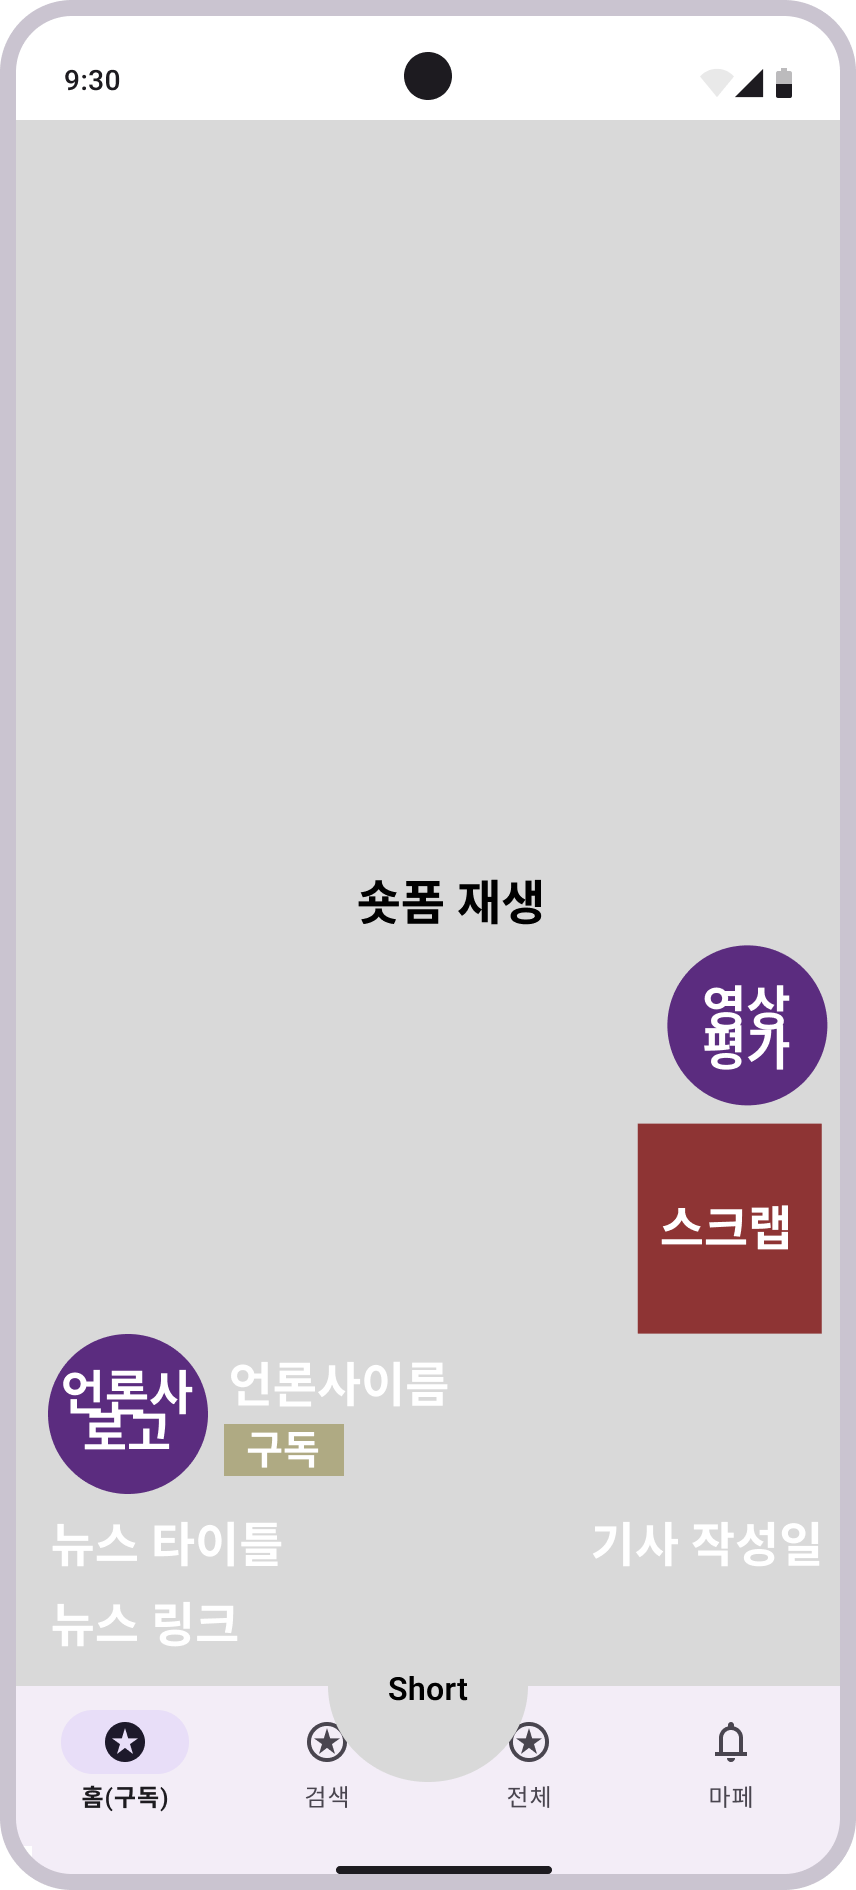 9:30
숏폼 재생
영상
평가
스크랩
언론사
로고
언론사이름
구독
뉴스 타이틀
기사 작성일
뉴스 링크
Short
홈(구독)
검색
전체
마페